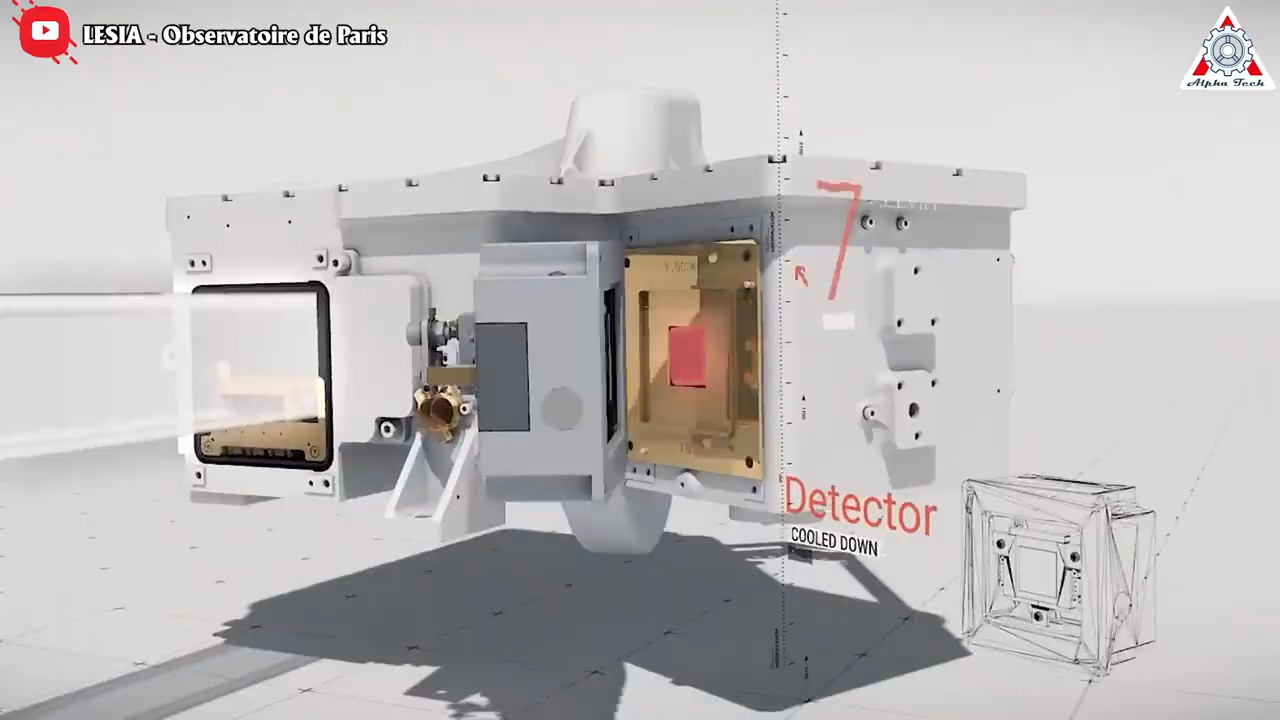 LESIA - Observatoire de Paris
Alpha Tech
7
Detector
COOLED DOWN